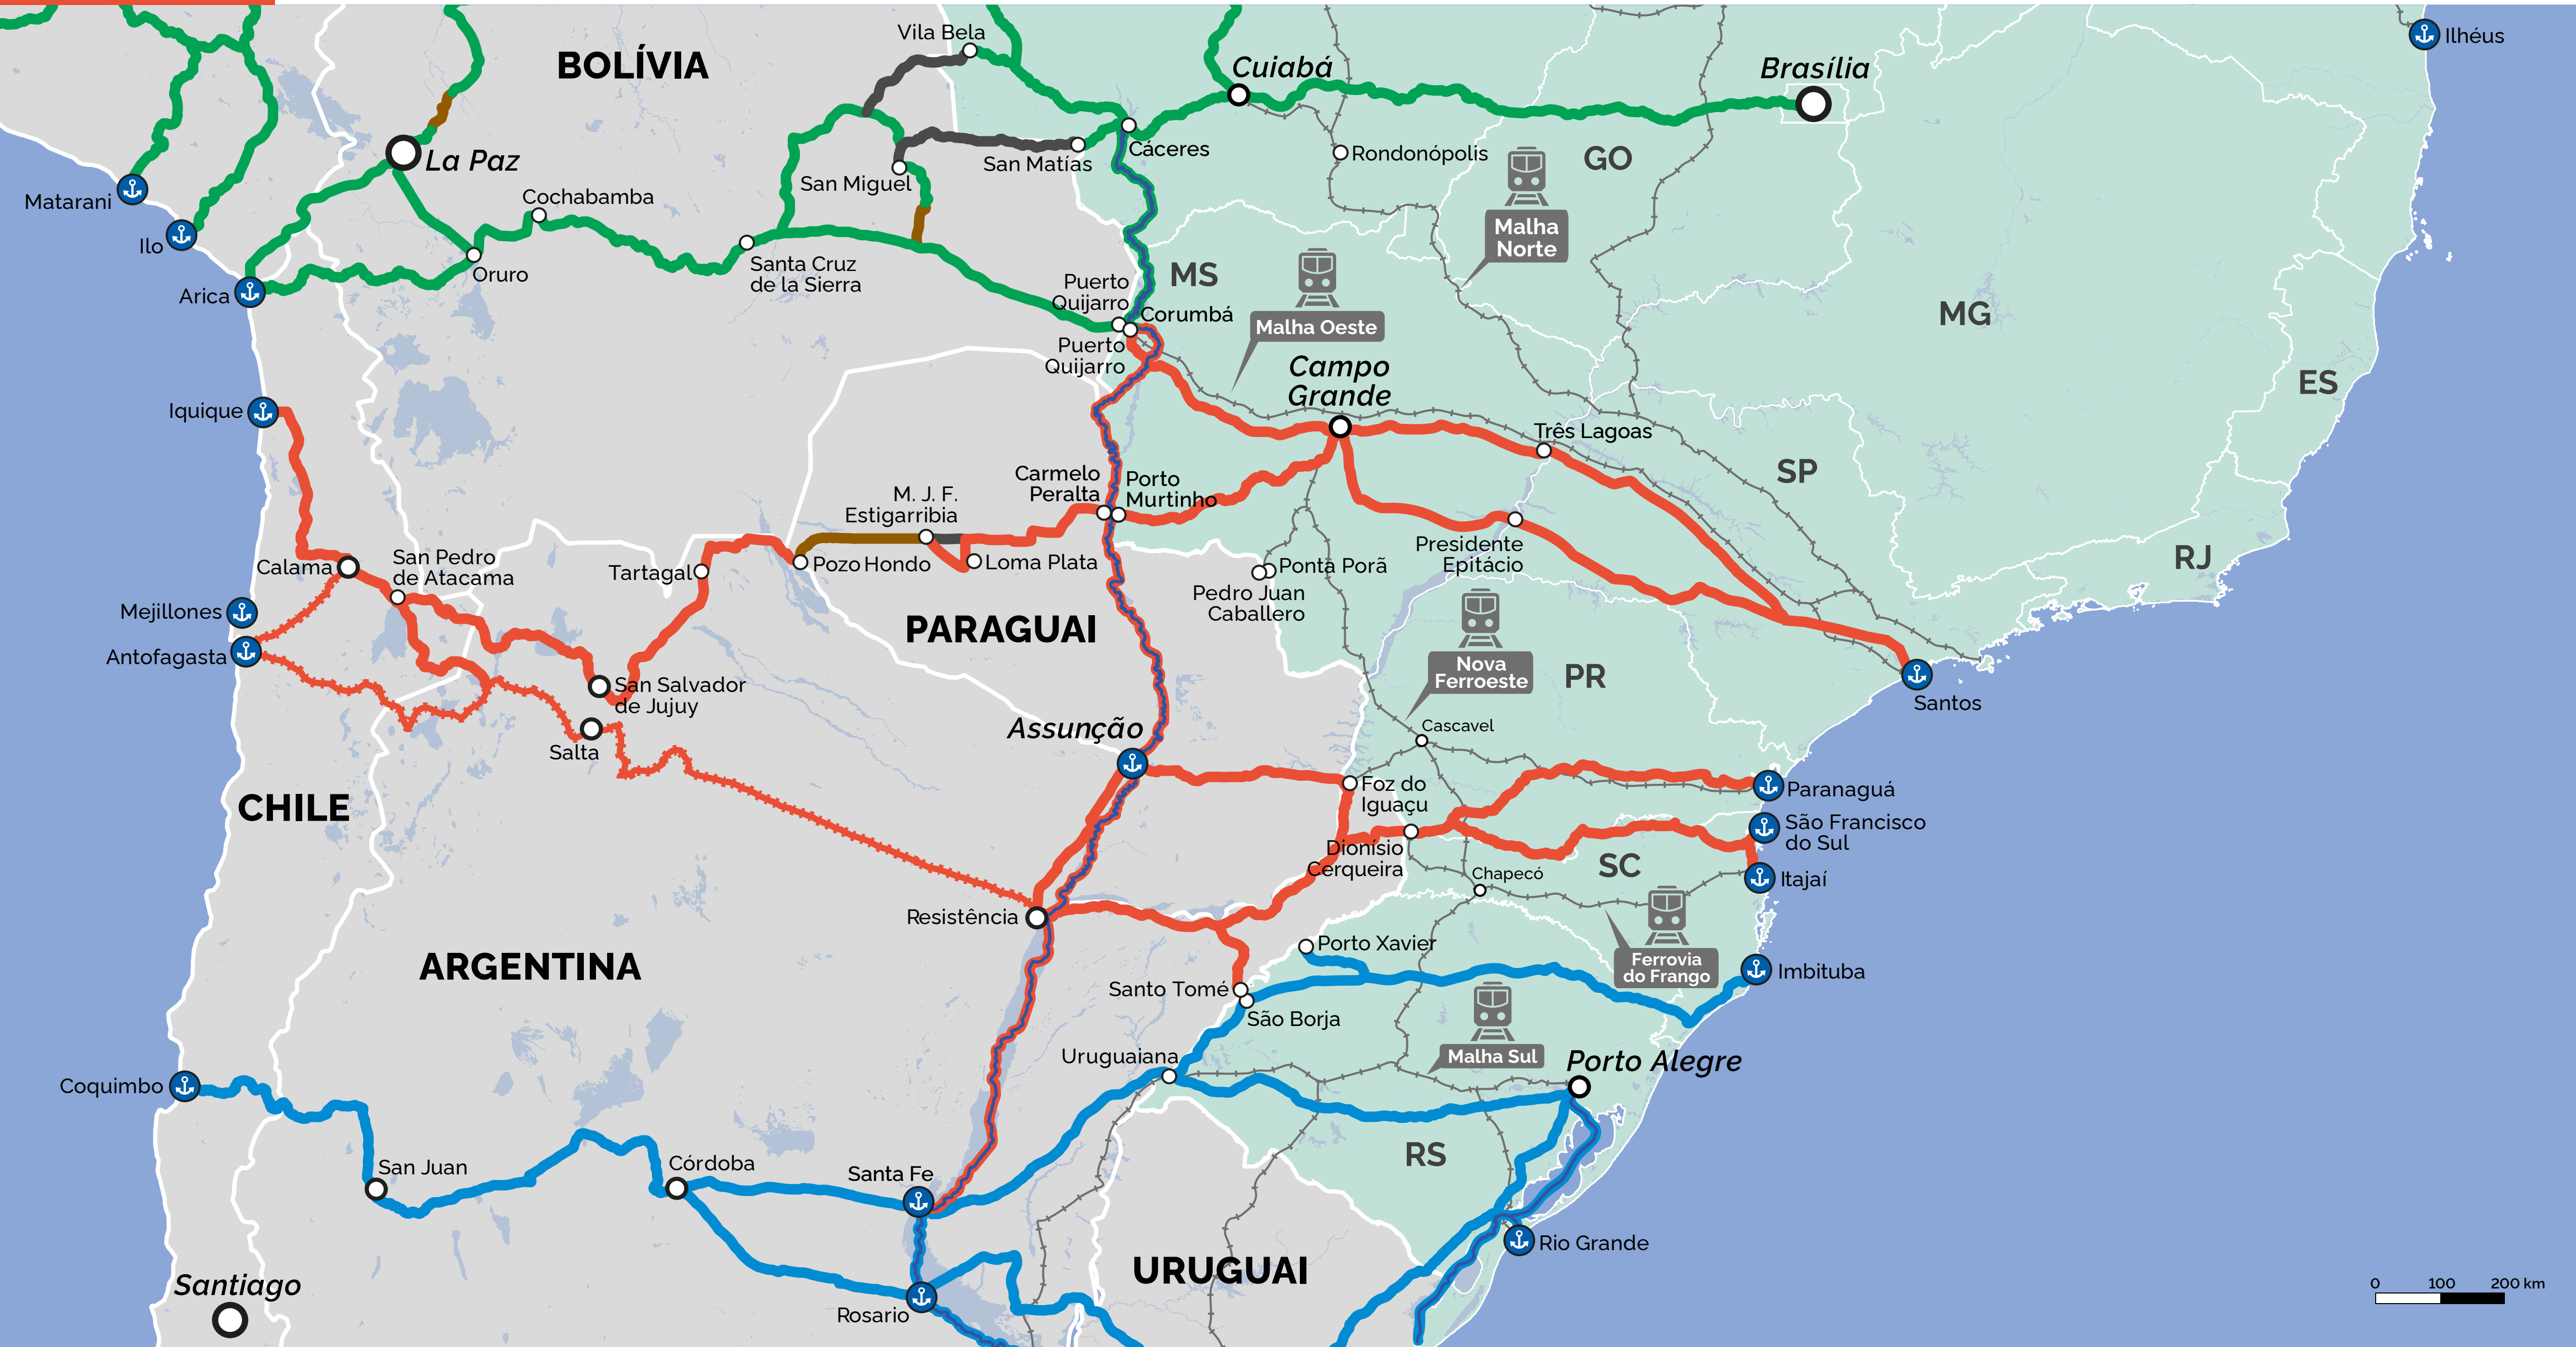 Ilhéus
Vila Bela
BOLÍVIA
Cuiabá
Brasília
La Paz
Cáceres
Rondonópolis
GO
San Matías
San Miguel
Matarani
Cochabamba
Malha
Norte
Ilo
Oruro
Santa Cruz
de la Sierra
MS
Puerto
Quijarro
Arica
Corumbá
MG
Malha Oeste
Puerto
Quijarro
Campo
Grande
ES
Iquique
Três Lagoas
SP
Carmelo
Peralta
Porto
Murtinho
M. J. F.
Estigarribia
Calama
San Pedro
de Atacama
Tartagal
Pozo Hondo
Loma Plata
Presidente
Epitácio
RJ
Ponta Porã
Pedro Juan
Caballero
Mejillones
Antofagasta
PARAGUAI
Nova
Ferroeste
PR
San Salvador
de Jujuy
Salta
Santos
Assunção
Cascavel
CHILE
Foz do
Iguaçu
Paranaguá
São Francisco
do Sul
Dionísio
Cerqueira
SC
Chapecó
Itajaí
Resistência
Porto Xavier
ARGENTINA
Ferrovia
do Frango
Imbituba
Santo Tomé
São Borja
Uruguaiana
Malha Sul
Porto Alegre
Coquimbo
San Juan
Córdoba
Santa Fe
RS
Rio Grande
URUGUAI
Santiago
Rosario
0 100 200 km